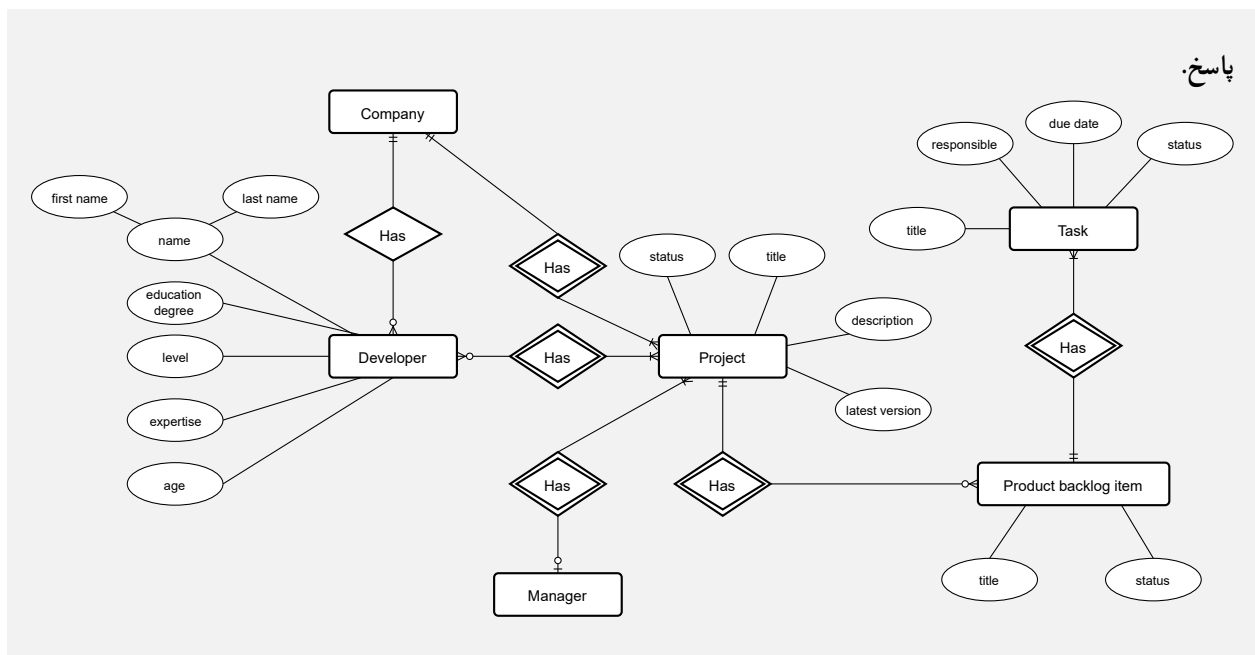 پاسخ.
Company
due date
responsible
status
first name
last name
Task
title
name
Has
status
title
Has
education
degree
description
Developer
Has
Project
Has
level
latest version
expertise
age
Has
Has
Product backlog item
title
status
Manager